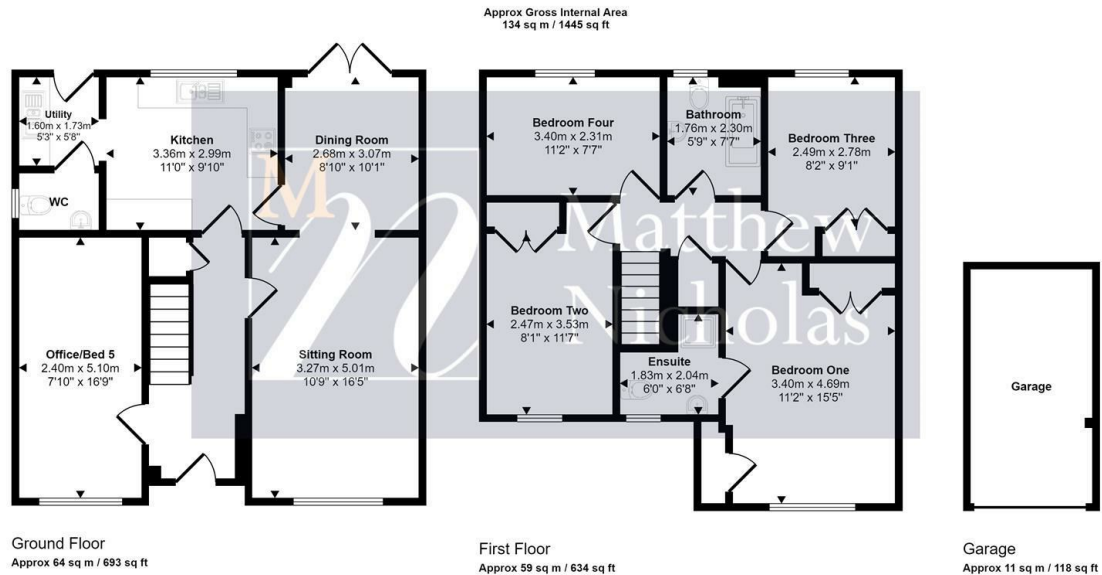 Approx Gross Internal Area
134 sq m / 1445 sq ft
Utility
1.60m x 1.73m
5'3" x 5'8"
WC
Kitchen
3.36m x 2.99m
11'0" x 9'10"
Dining Room
2.68m x 3.07m
8'10" x 10'1"
Office/Bed 5
2.40m x 5.10m
7'10" x 16'9"
Sitting Room
3.27m x 5.01m
10'9" x 16'5"
Ground Floor
Approx 64 sq m / 693 sq ft
Bedroom Four
3.40m x 2.31m
11'2" x 7'7"
Bathroom
1.76m x 2.30m
5'9" x 7'7"
Bedroom Three
2.49m x 2.78m
8'2" x 9'1"
Bedroom Two
2.47m x 3.53m
8'1" x 11'7"
Ensuite
1.83m x 2.04m
6'0" x 6'8"
Bedroom One
3.40m x 4.69m
11'2" x 15'5"
First Floor
Approx 59 sq m / 634 sq ft
Garage
Garage
Approx 11 sq m / 118 sq ft
M
n
Matthew
Nicholas